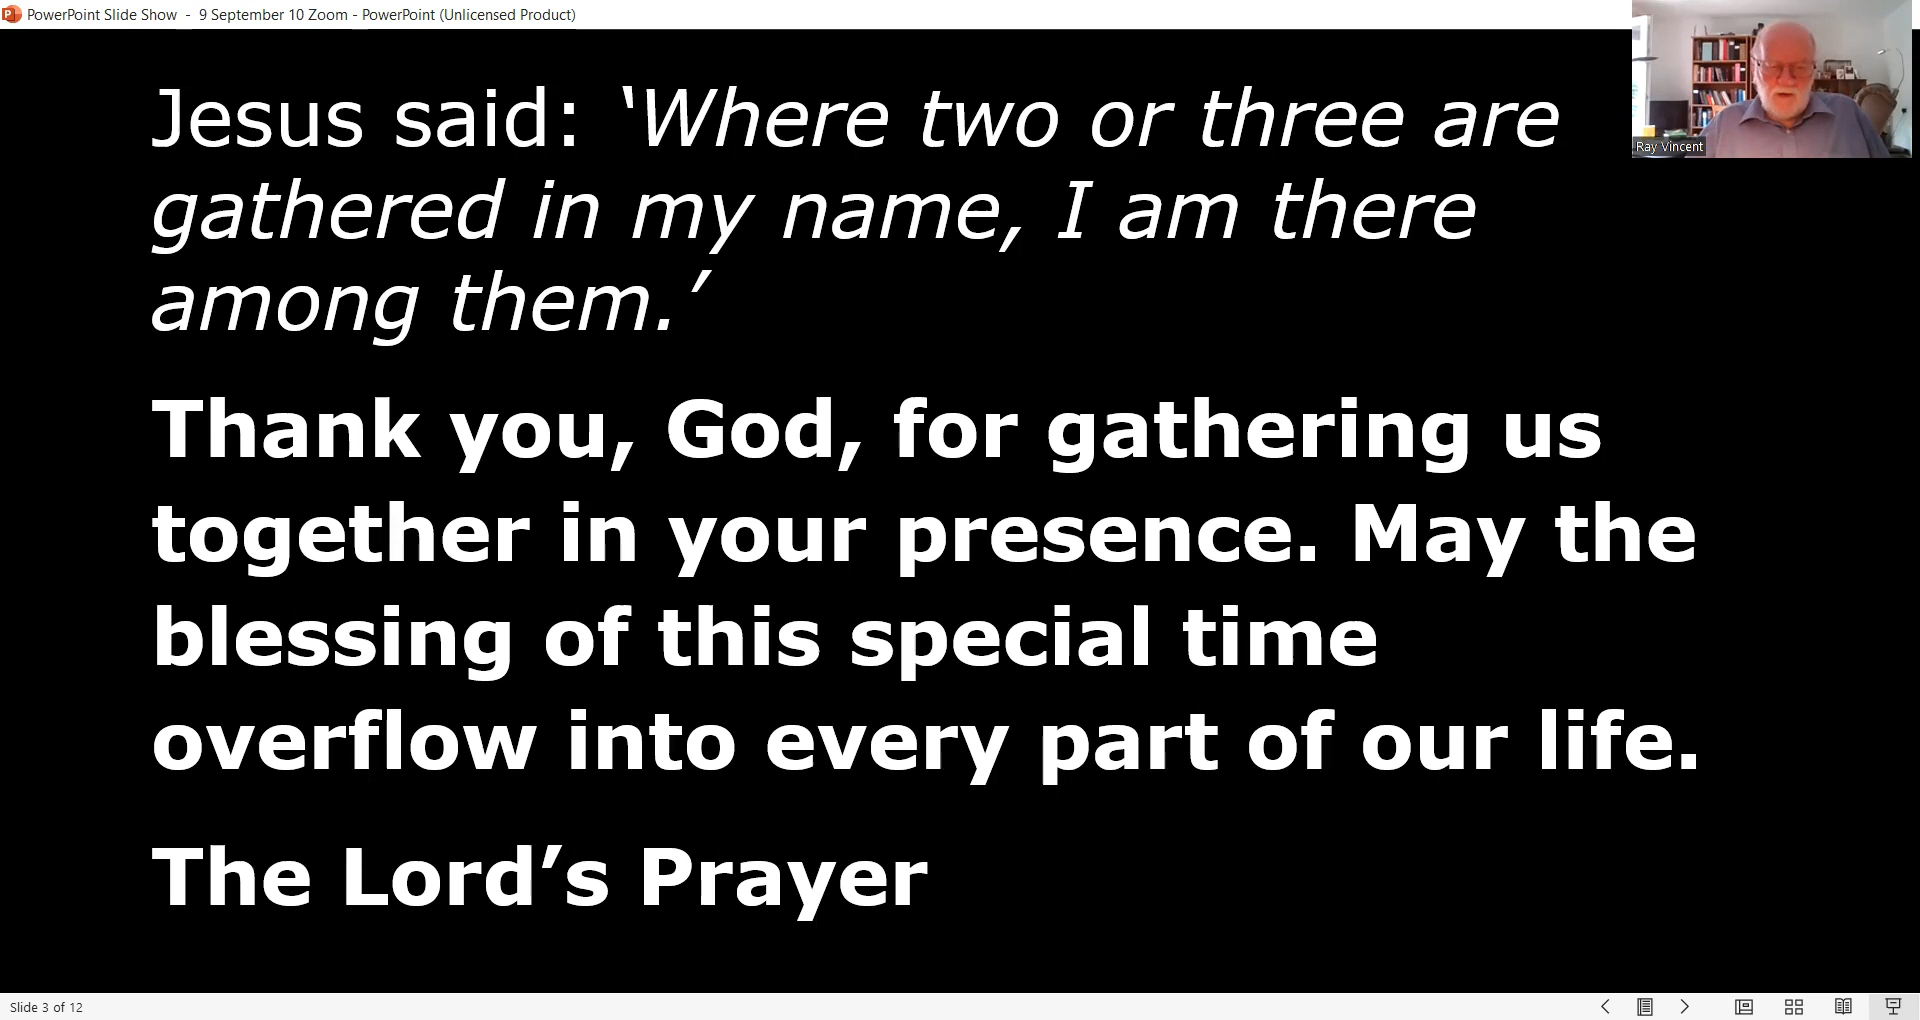 PowerPoint Slide Show - 9 September 10 Zoom - PowerPoint (Unlicensed Product)
Ray Vincent
Jesus said: ‘Where two or three are
gathered in my name, I am there
among them.’
Thank you, God, for gathering us
together in your presence. May the
blessing of this special time
overflow into every part of our life.
The Lord’s Prayer
Slide 3 of 12